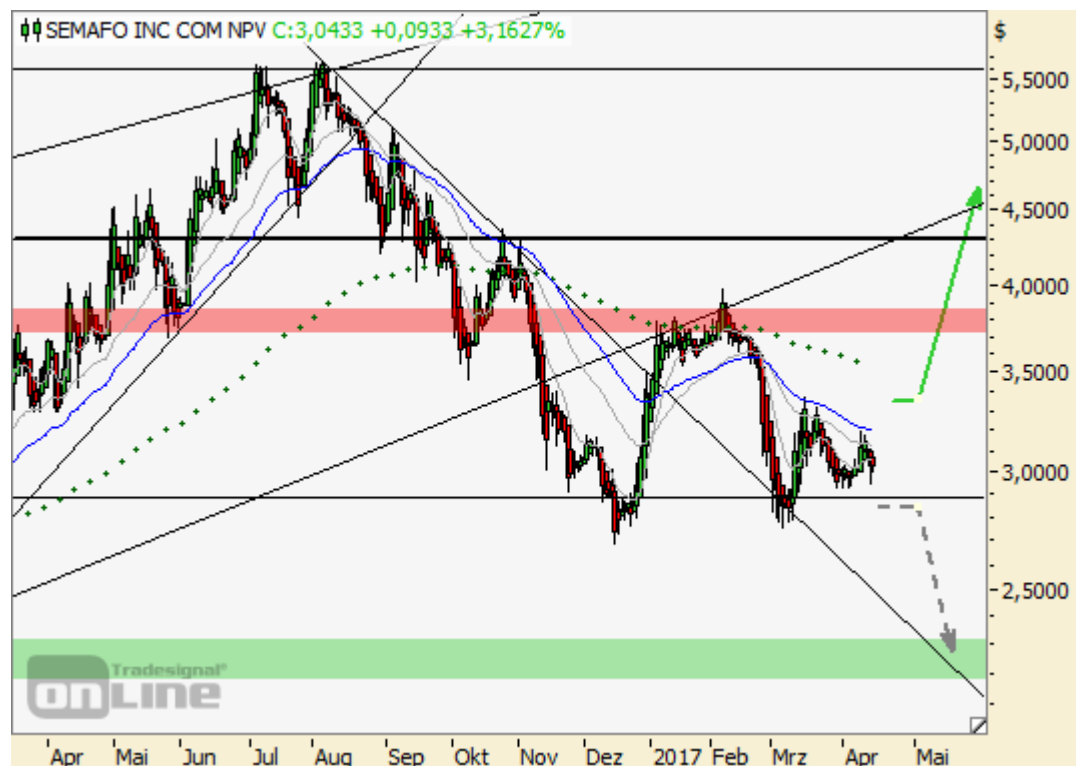 SEMAFO INC COM NPV C:3,0433 +0,0933 +3,1627%
$
5,5000
5,0000
4,5000
4,0000
3,5000
3,0000
2,5000
Tradesignal®
onLine
Apr Mai Jun Jul Aug Sep Okt Nov Dez 2017 Feb Mrz Apr Mai